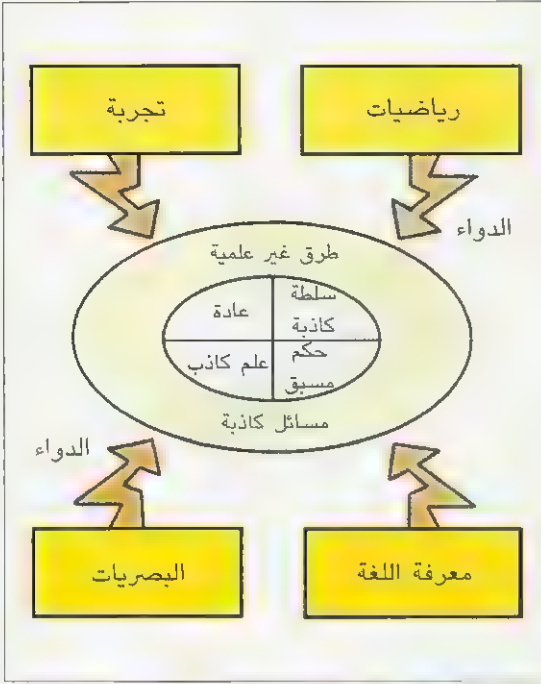 رياضيات
تجربة
الدواء
طرق غير علمية
سلطة
كاذبة
عادة
حكم
مسبق
علم كاذب
مسائل كاذبة
الدواء
معرفة اللغة
البصريات